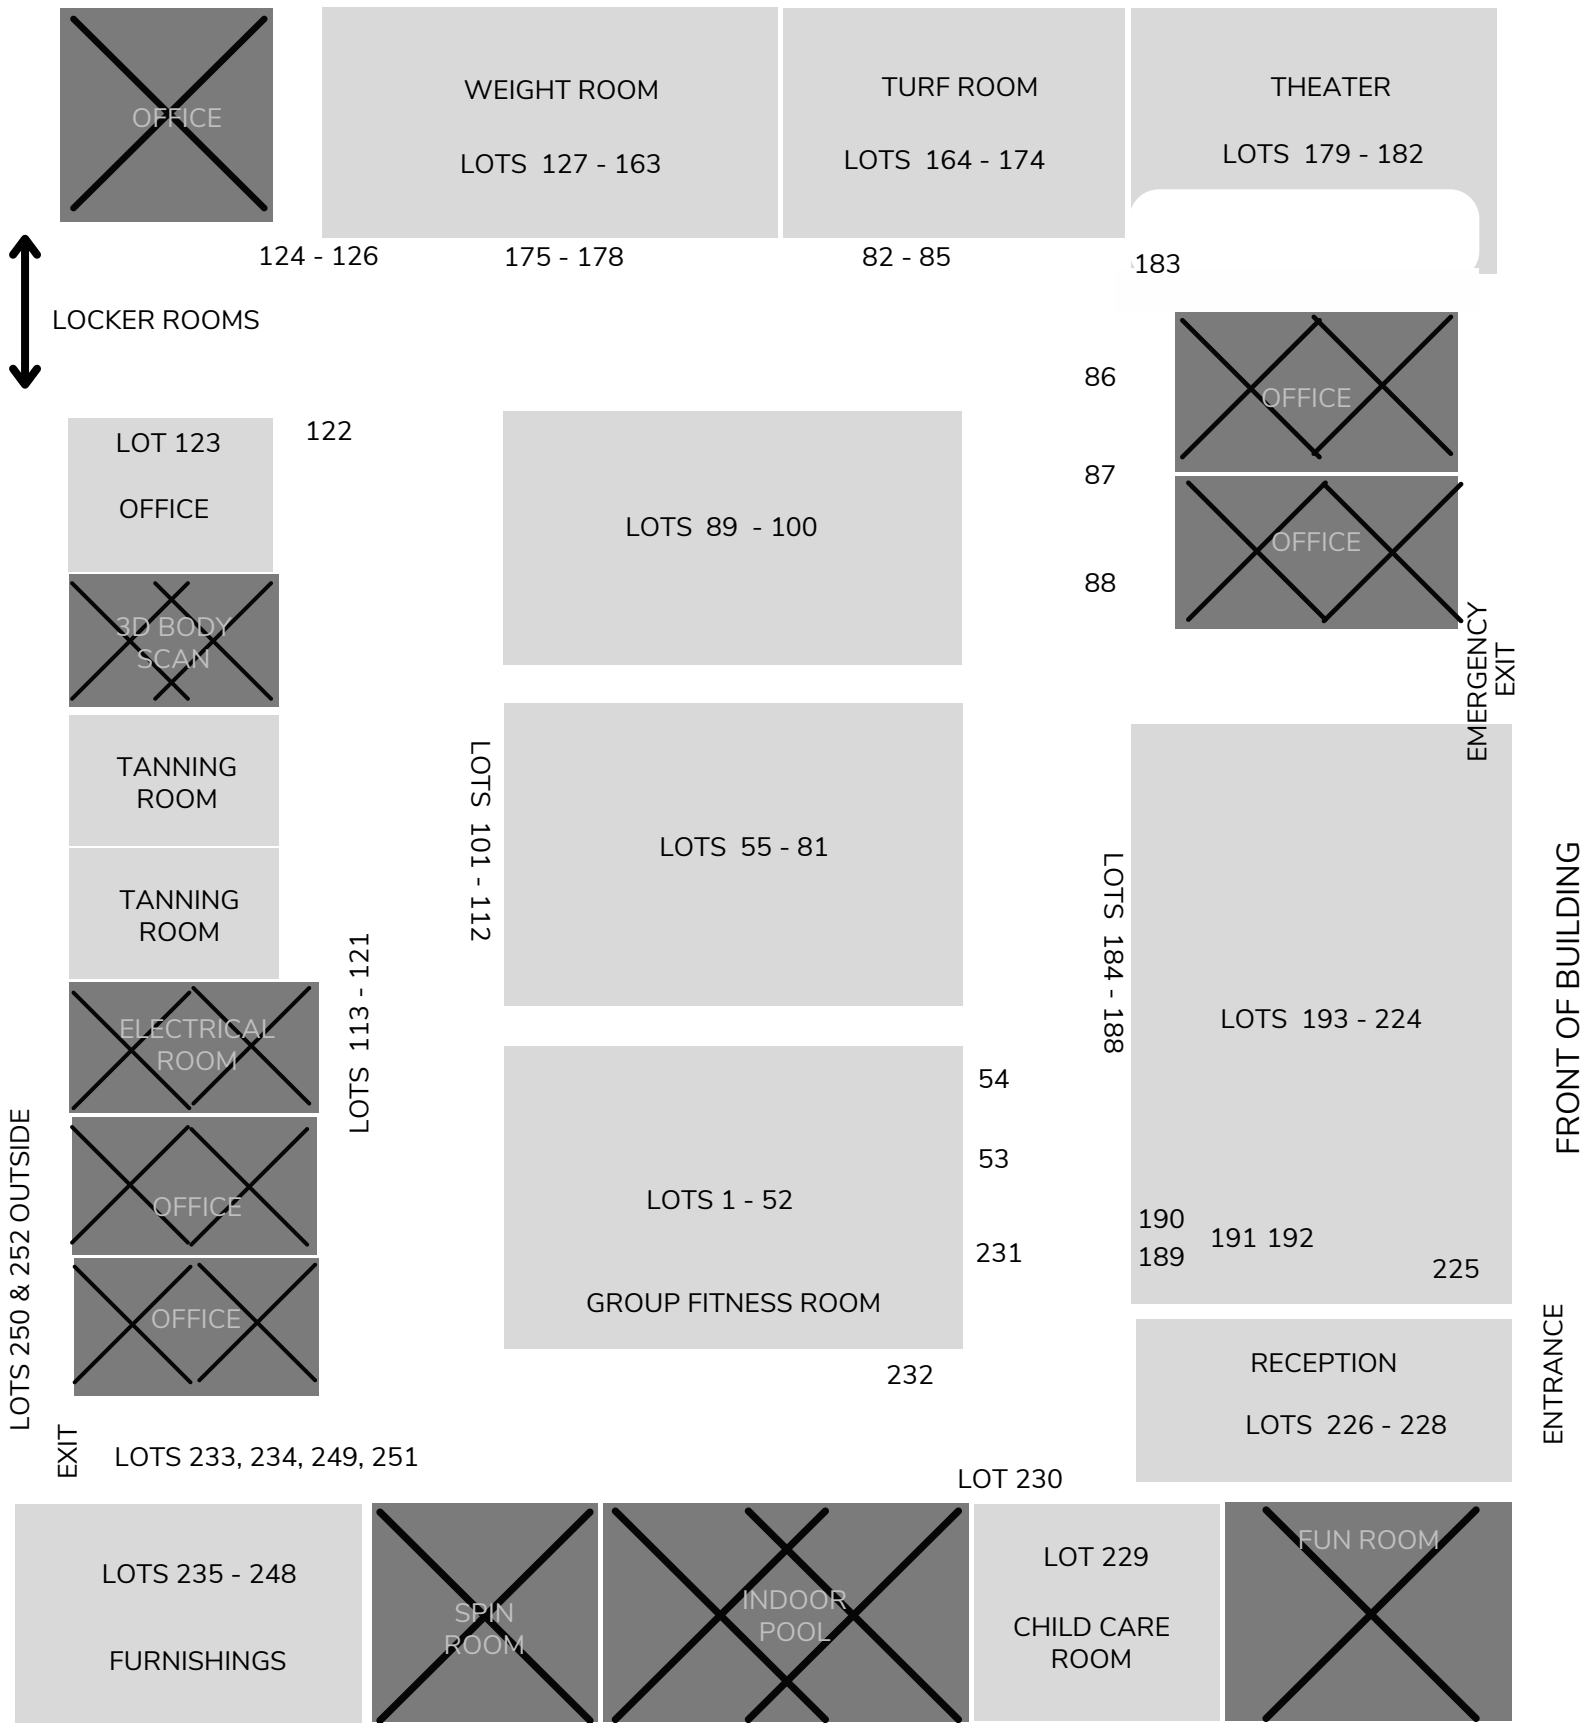 OFFICE
WEIGHT ROOM
LOTS 127 - 163
TURF ROOM
LOTS 164 - 174
THEATER
LOTS 179 - 182
124 - 126
175 - 178
82 - 85
183
LOCKER ROOMS
86
OFFICE
87
OFFICE
88
EMERGENCY
EXIT
LOT 123
OFFICE
122
LOTS 89 - 100
3D BODY
SCAN
TANNING
ROOM
TANNING
ROOM
LOTS 101 - 112
LOTS 55 - 81
LOTS 184 - 188
LOTS 193 - 224
FRONT OF BUILDING
LOTS 113 - 121
ELECTRICAL
ROOM
OFFICE
OFFICE
LOTS 250 & 252 OUTSIDE
54
53
LOTS 1 - 52
231
GROUP FITNESS ROOM
190
189
191 192
225
232
RECEPTION
LOTS 226 - 228
ENTRANCE
EXIT
LOTS 233, 234, 249, 251
LOT 230
LOTS 235 - 248
FURNISHINGS
SPIN
ROOM
INDOOR
POOL
LOT 229
CHILD CARE
ROOM
FUN ROOM